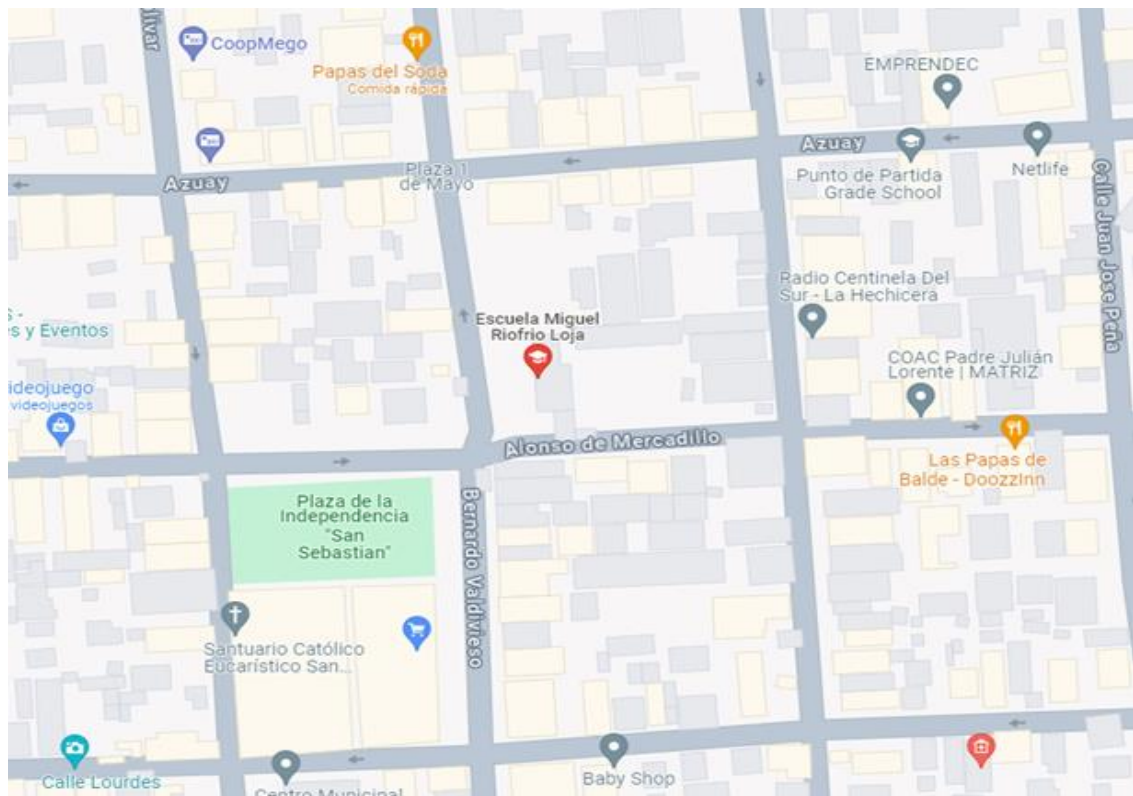 CoopMego
Papas del Soda
Comida rápida
EMPRENDEC
Azuay
Punto de Partida
Grade School
Netlife
Azuay
Plaza 1
de Mayo
Calle Juan Jose Peña
Radio Centinela Del
Sur - La Hechicera
Escuela Miguel
Riofrio Loja
s y Eventos
COAC Padre Julián
Lorente | MATRIZ
ideojuego
videojuegos
Alonso de Mercadillo
Las Papas de
Balde - DoozzInn
Plaza de la
Independencia
"San
Sebastian"
Bernardo Valdivieso
Santuario Católico
Eucarístico San...
Calle Lourdes
Baby Shop
Centro Municipal